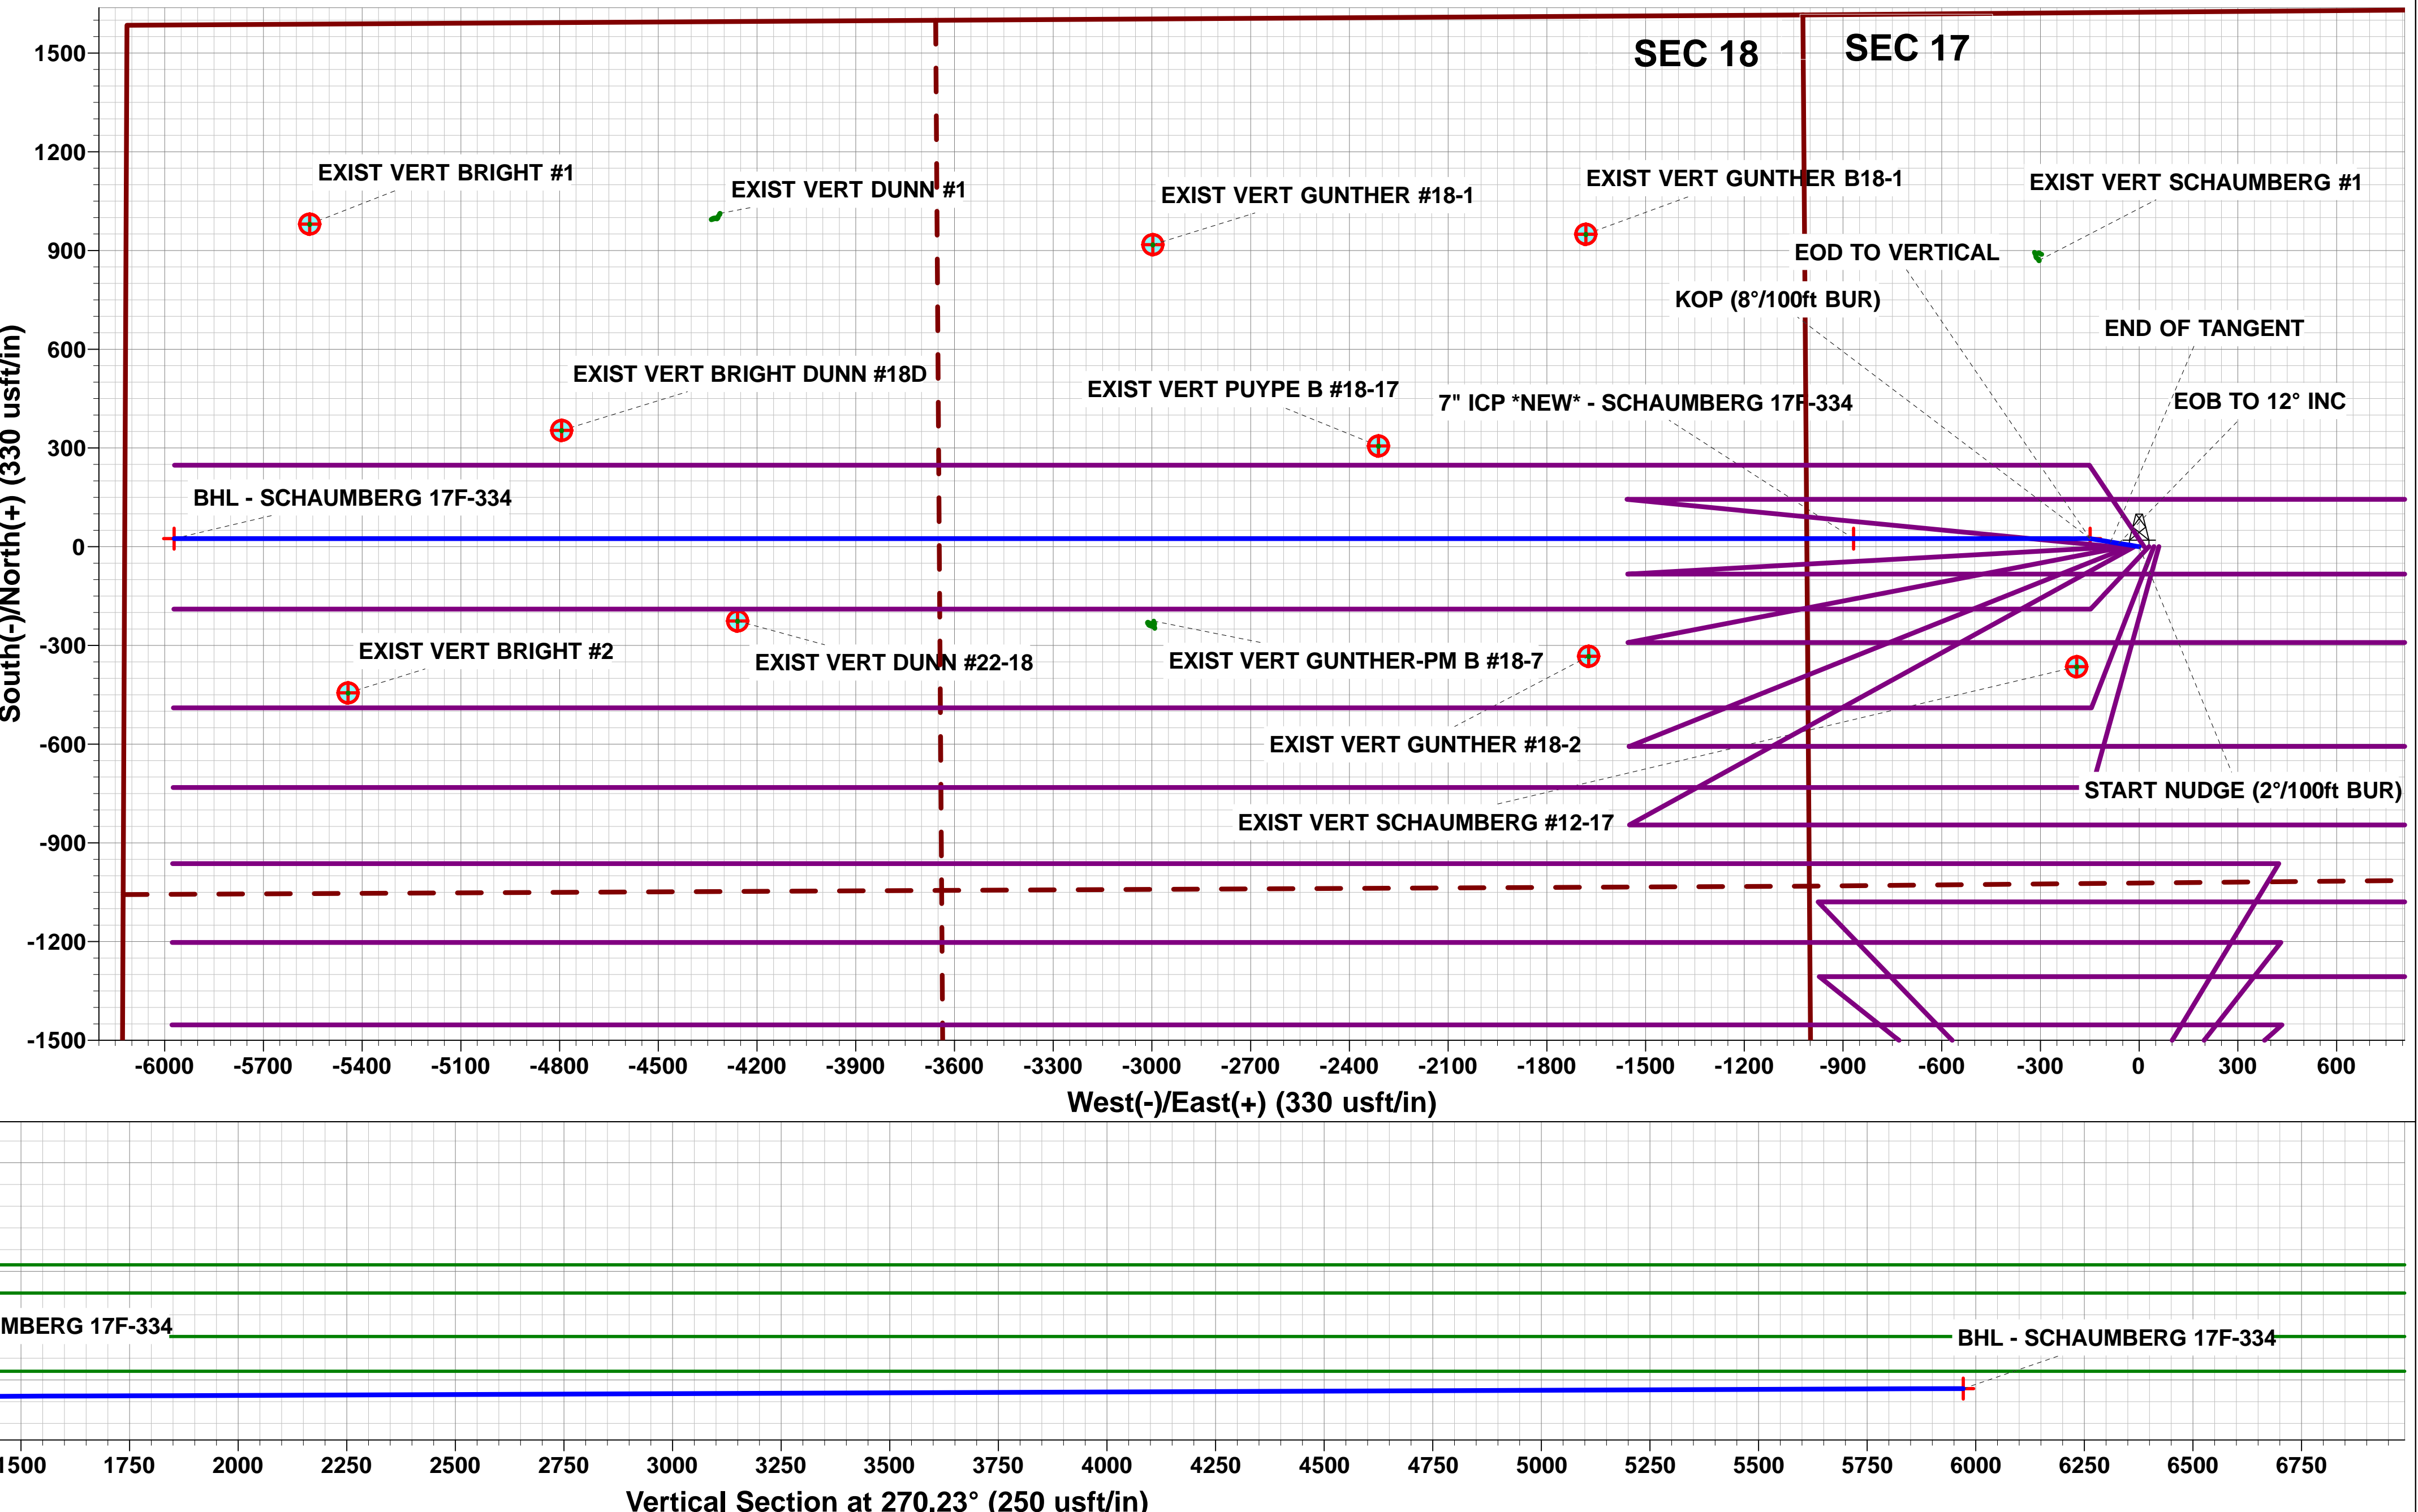 SEC 18
SEC 17
1500
1200
900
600
300
0
-300
-600
-900
-1200
-1500
South(-)/North(+) (330 usft/in)
EXIST VERT BRIGHT #1
EXIST VERT DUNN #1
EXIST VERT GUNTHER #18-1
EXIST VERT GUNTHER B18-1
EXIST VERT SCHAUMBERG #1
EOD TO VERTICAL
KOP (8°/100ft BUR)
END OF TANGENT
EXIST VERT BRIGHT DUNN #18D
EXIST VERT PUYPE B #18-17
7" ICP *NEW* - SCHAUMBERG 17F-334
EOB TO 12° INC
BHL - SCHAUMBERG 17F-334
EXIST VERT BRIGHT #2
EXIST VERT DUNN #22-18
EXIST VERT GUNTHER-PM B #18-7
EXIST VERT GUNTHER #18-2
START NUDGE (2°/100ft BUR)
EXIST VERT SCHAUMBERG #12-17
-6000 -5700 -5400 -5100 -4800 -4500 -4200 -3900 -3600 -3300 -3000 -2700 -2400 -2100 -1800 -1500 -1200 -900 -600 -300 0 300 600
West(-)/East(+) (330 usft/in)
MBERG 17F-334
BHL - SCHAUMBERG 17F-334
1500 1750 2000 2250 2500 2750 3000 3250 3500 3750 4000 4250 4500 4750 5000 5250 5500 5750 6000 6250 6500 6750
Vertical Section at 270.23° (250 usft/in)